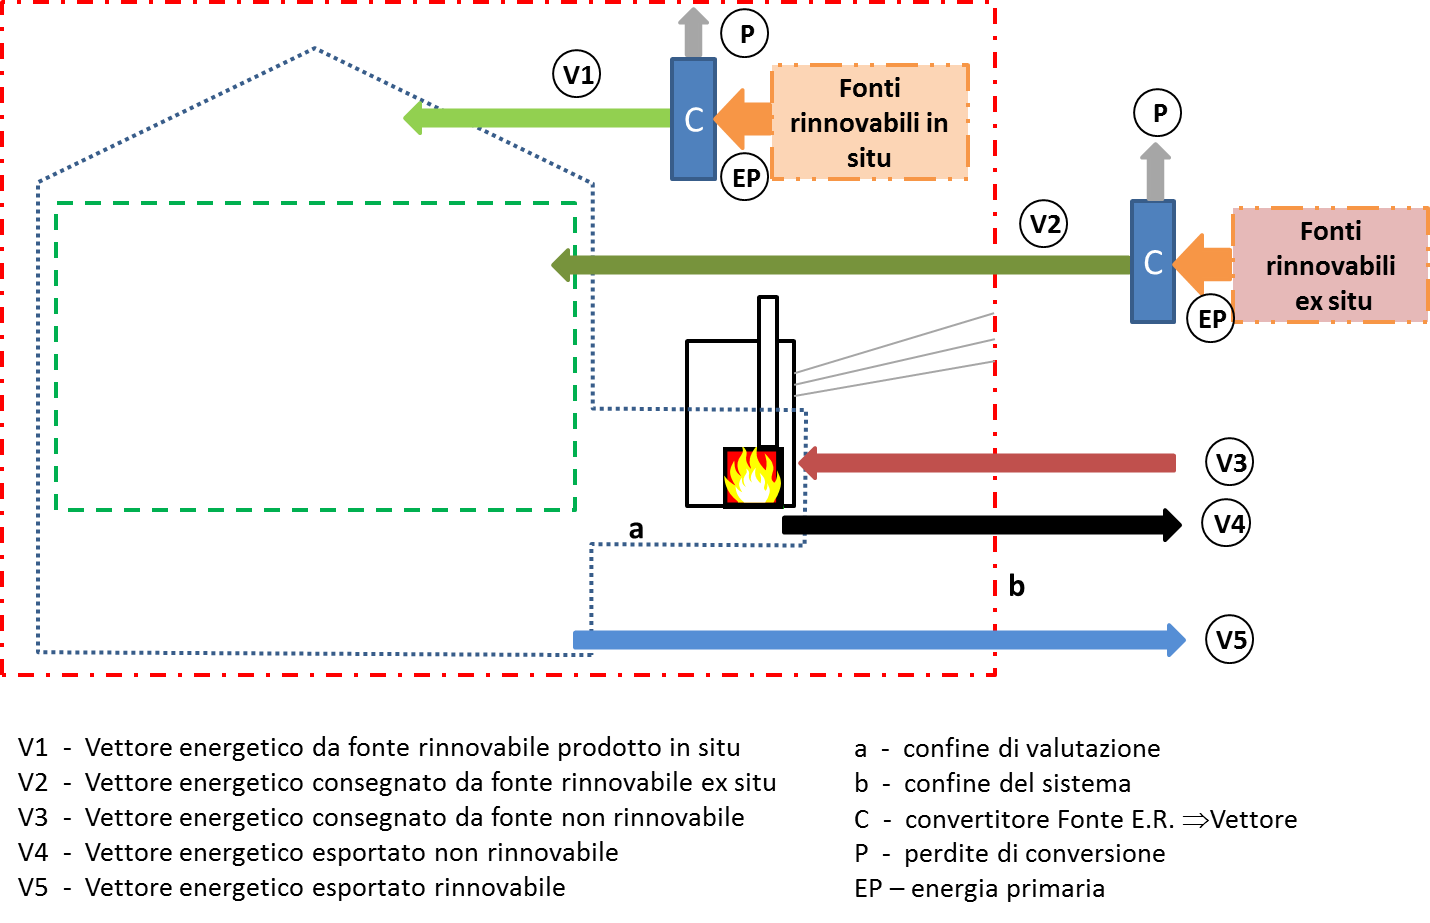 P
V1
Fonti
rinnovabili in
situ
C
EP
P
V2
Fonti
rinnovabili
ex situ
C
EP
V3
V4
a
b
V5
V1 - Vettore energetico da fonte rinnovabile prodotto in situ
V2 - Vettore energetico consegnato da fonte rinnovabile ex situ
V3 - Vettore energetico consegnato da fonte non rinnovabile
V4 - Vettore energetico esportato non rinnovabile
V5 - Vettore energetico esportato rinnovabile
a - confine di valutazione
b - confine del sistema
C - convertitore Fonte E.R. ⇒Vettore
P - perdite di conversione
EP – energia primaria